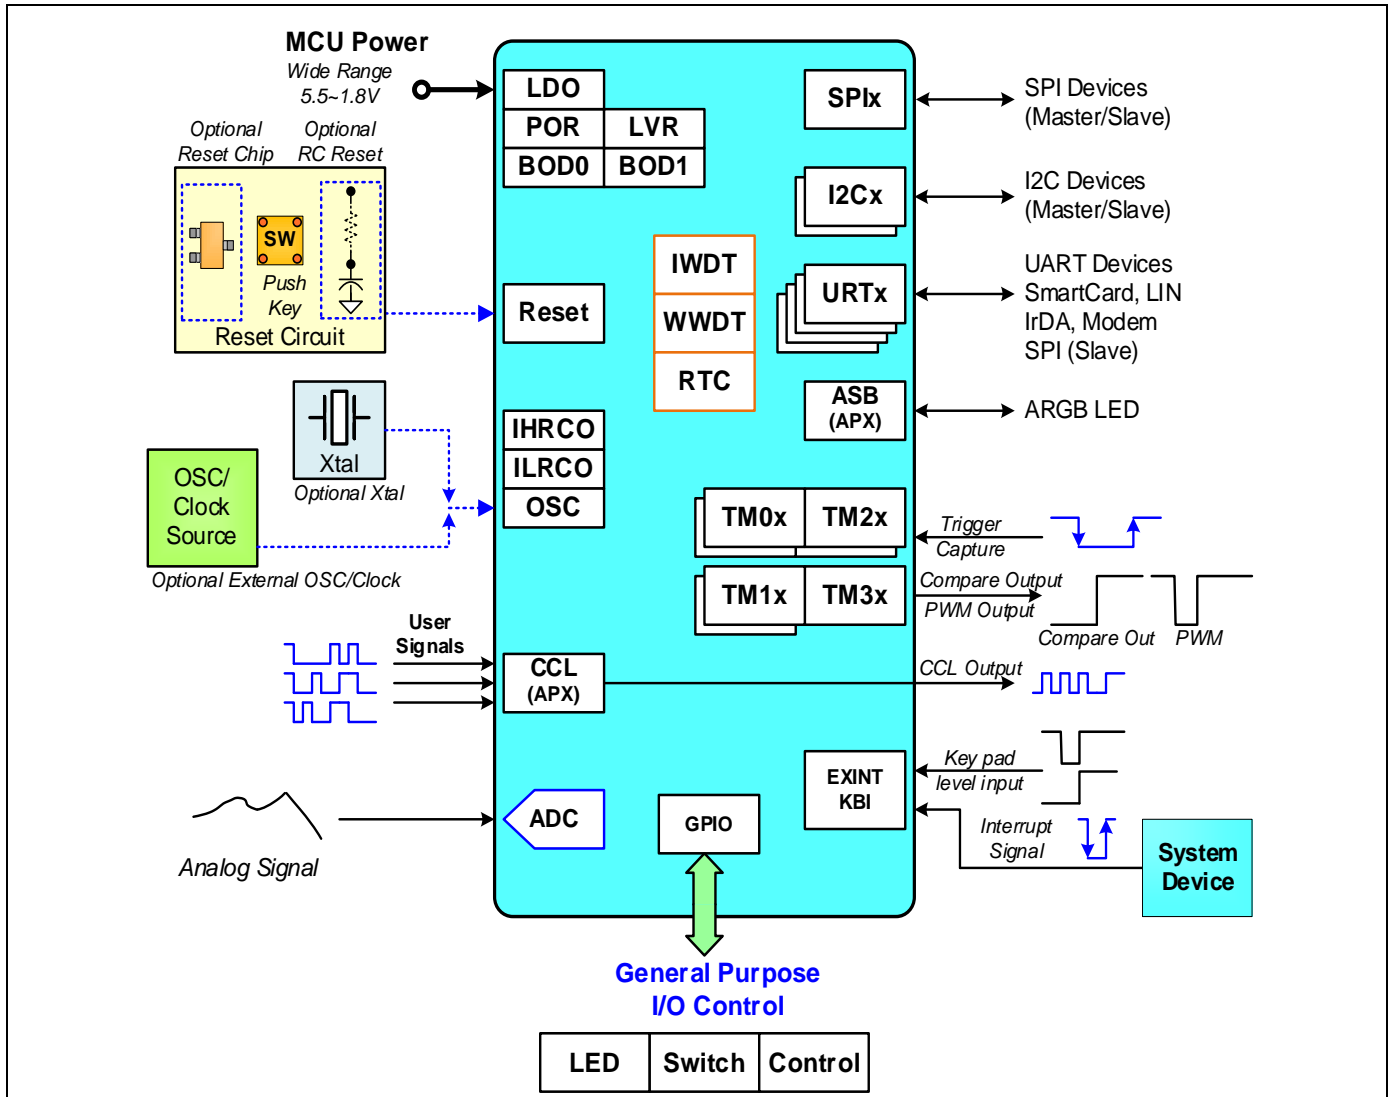 MCU Power
Wide Range
5.5~1.8V
Optional
Reset Chip
Optional
RC Reset
SW
Push
Key
Reset Circuit
Xtal
Optional Xtal
OSC/
Clock
Source
Optional External OSC/Clock
User
Signals
Analog Signal
LDO
POR
LVR
BOD0
BOD1
Reset
IWDT
WWDT
RTC
IHRCO
ILRCO
OSC
CCL
(APX)
ADC
GPIO
SPIx
I2Cx
URTx
ASB
(APX)
TM0x
TM2x
TM1x
TM3x
EXINT
KBI
SPI Devices
(Master/Slave)
I2C Devices
(Master/Slave)
UART Devices
SmartCard, LIN
IrDA, Modem
SPI (Slave)
ARGB LED
Trigger
Capture
Compare Output
PWM Output
Compare Out
PWM
CCL Output
Key pad
level input
Interrupt
Signal
System
Device
General Purpose
I/O Control
LED
Switch
Control